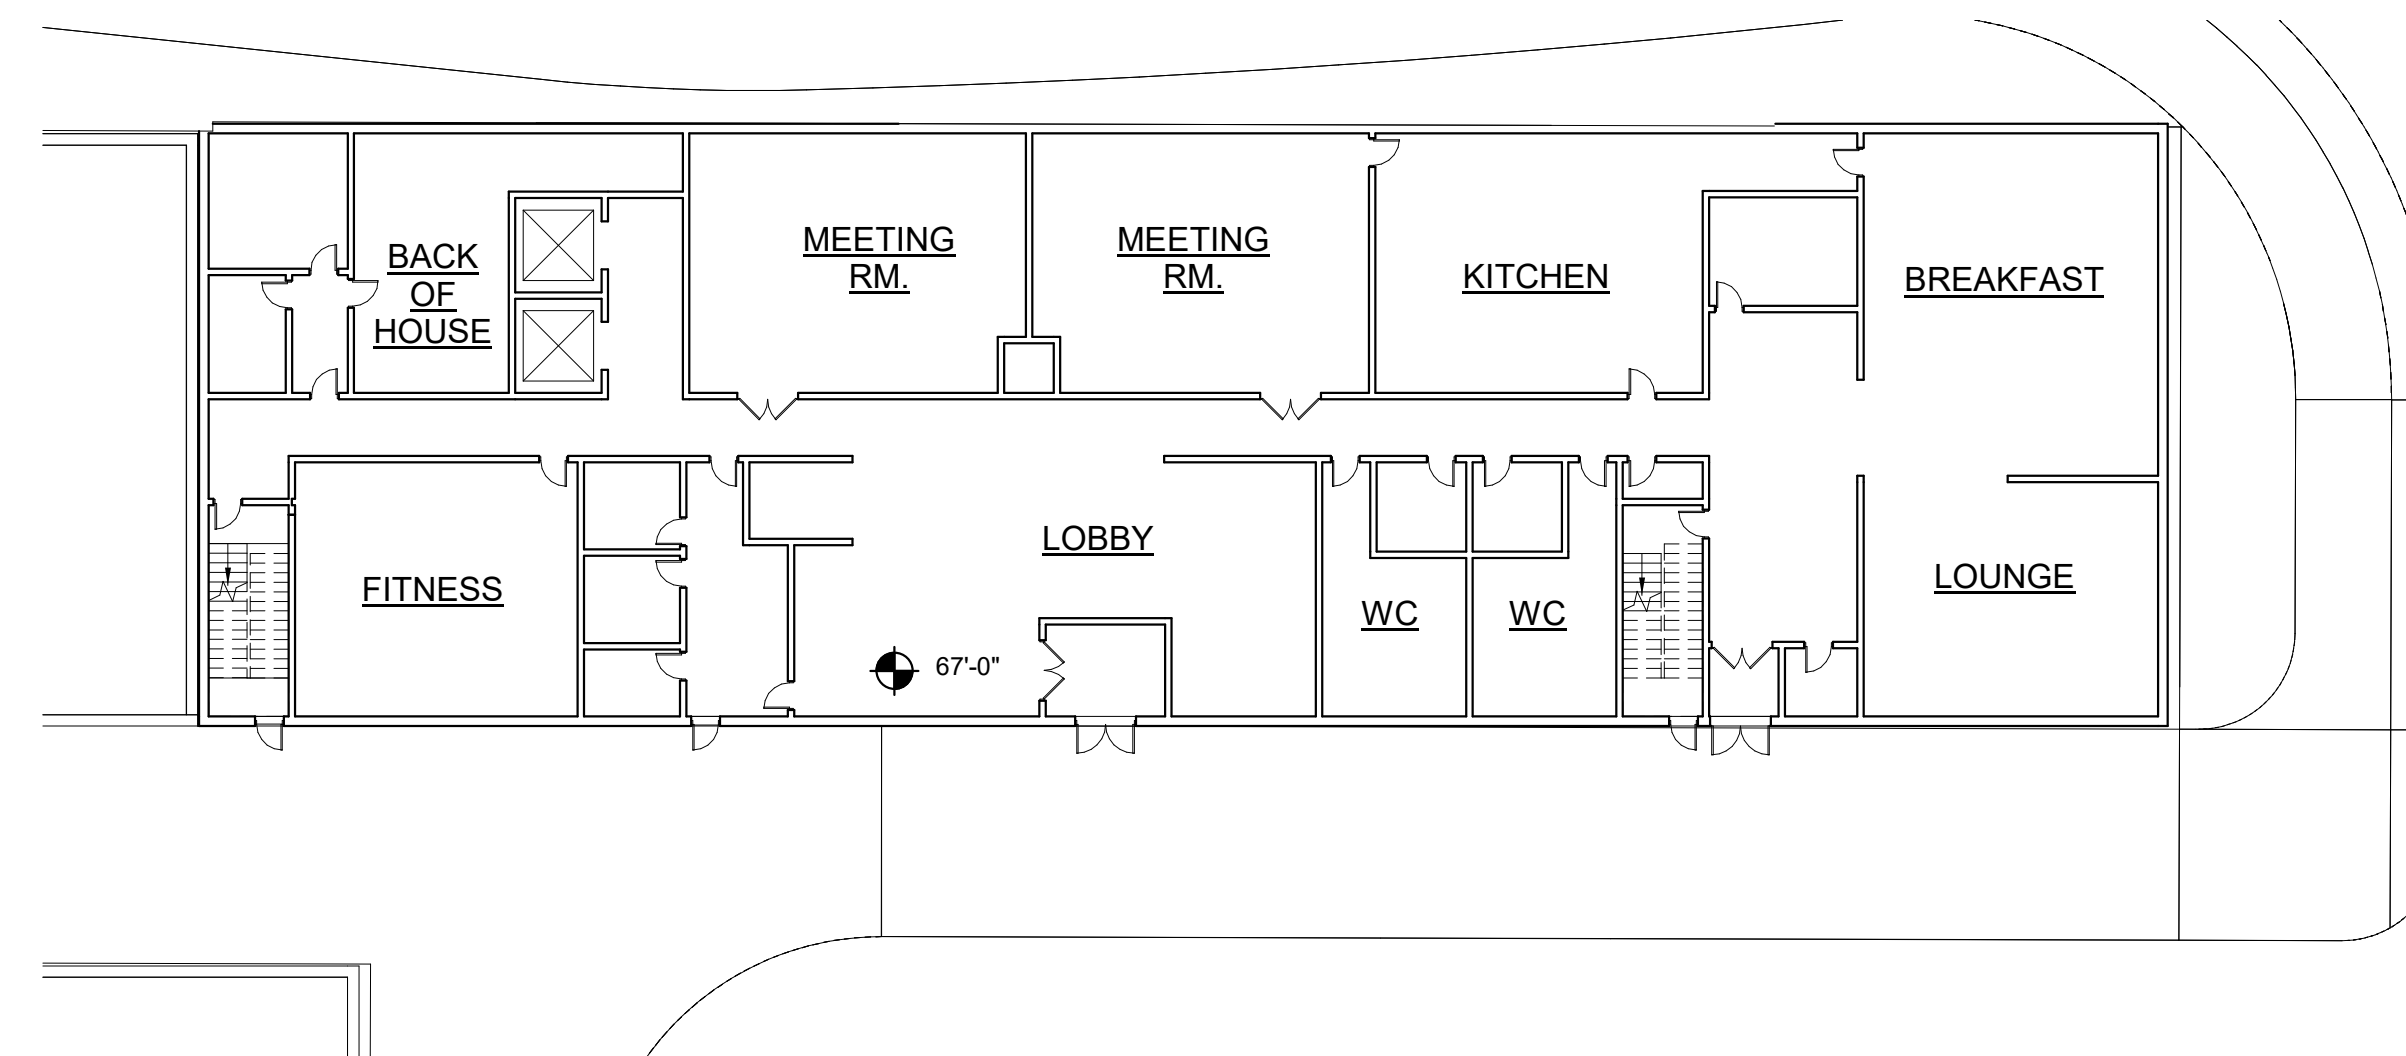 BACK
OF
HOUSE
MEETING
RM.
MEETING
RM.
KITCHEN
BREAKFAST
FITNESS
LOBBY
67'-0"
WC
WC
LOUNGE